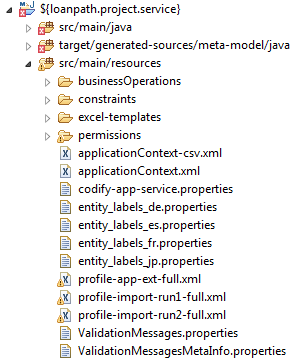 ${loanpath.project.service}
src/main/java
target/generated-sources/meta-model/java
src/main/resources
businessOperations
constraints
excel-templates
permissions
applicationContext-csv.xml
applicationContext.xml
codify-app-service.properties
entity_labels_de.properties
entity_labels_es.properties
entity_labels_fr.properties
entity_labels_jp.properties
profile-app-ext-full.xml
profile-import-run1-full.xml
profile-import-run2-full.xml
ValidationMessages.properties
ValidationMessagesMetaInfo.properties